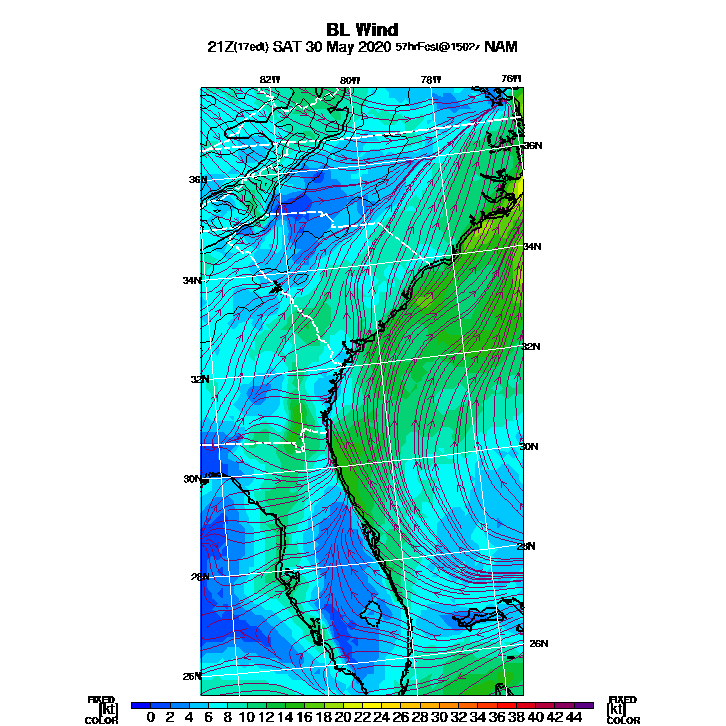 BL Wind
21Z(17edt) SAT 30 May 2020 57hrFcst@1502z NAM
82W 80W 78W 76W
36N 36N
34N 34N
32N 32N
30N 30N
28N 28N
26N 26N
FIXED [kt] COLOR 0 2 4 6 8 10 12 14 16 18 20 22 24 26 28 30 32 34 36 38 40 42 44 FIXED [kt] COLOR